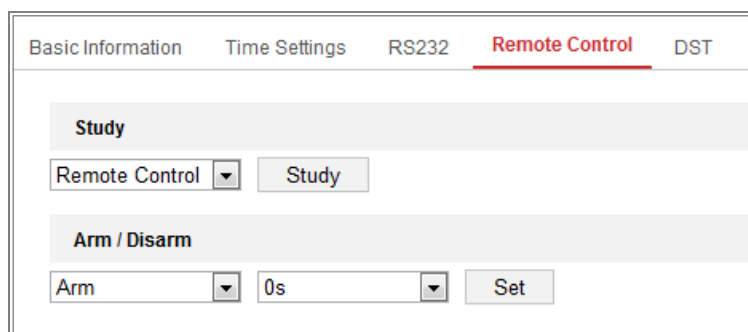 Basic Information Time Settings RS232 Remote Control DST
Study
Remote Control Study
Arm / Disarm
Arm 0s Set